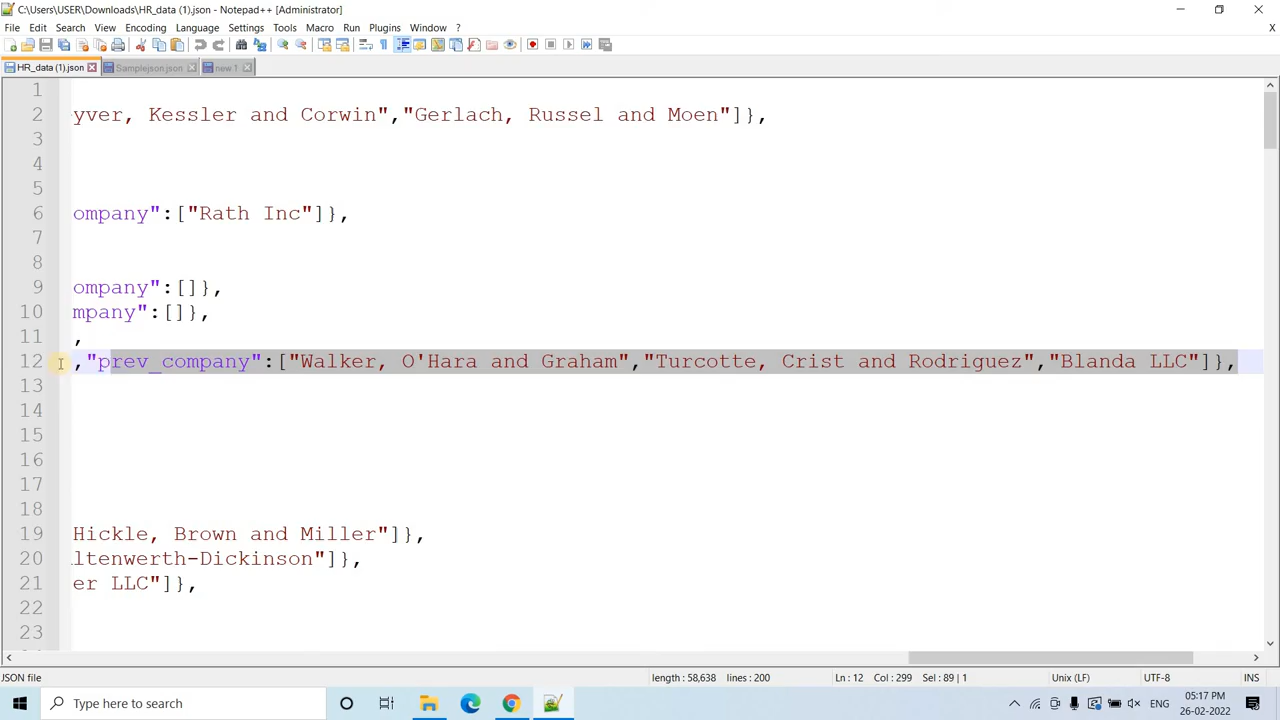 C:\Users\USER\Downloads\HR_data (1).json - Notepad++ [Administrator]
File Edit Search View Encoding Language Settings Tools Macro Run Plugins Window ? X
HR_data (1).json Samplejson.json new 1
1
2 yver, Kessler and Corwin","Gerlach, Russel and Moen"]},
3
4
5
6 ompany":["Rath Inc"]},
7
8
9 ompany":[]},
10 mpany":[]},
11 ,
12 ,"prev_company":["Walker, O'Hara and Graham","Turcotte, Crist and Rodriguez","Blanda LLC"]},
13
14
15
16
17
18
19 Hickle, Brown and Miller"]},
20 ltenwerth-Dickinson"]},
21 er LLC"]},
22
23
JSON file length : 58,638 lines : 200 Ln : 12 Col : 299 Sel : 89 | 1 Unix (LF) UTF-8 INS
Type here to search ENG 05:17 PM
26-02-2022